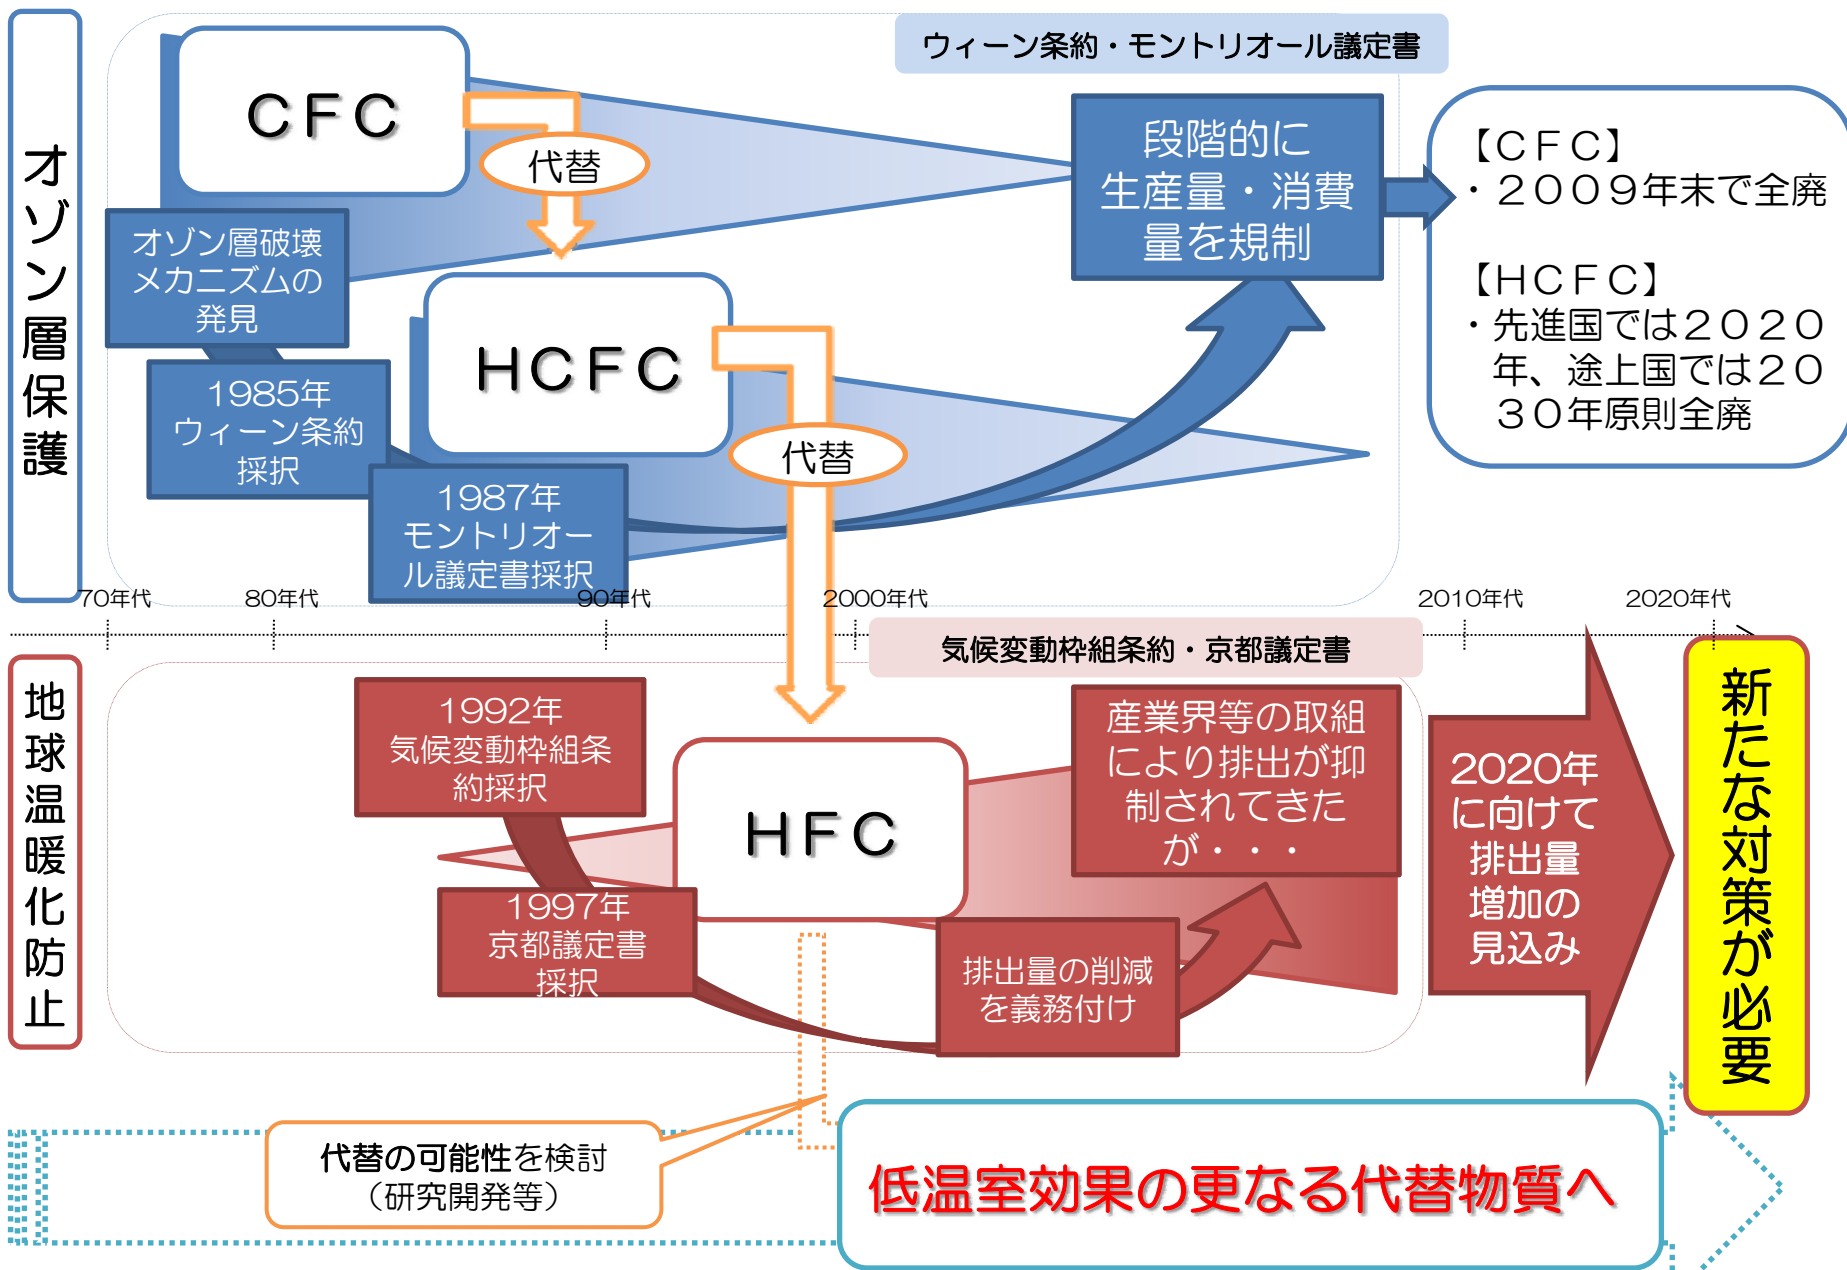 オゾン層保護
ウィーン条約・モントリオール議定書
ＣＦＣ
代替
オゾン層破壊
メカニズムの
発見
1985年
ウィーン条約
採択
ＨＣＦＣ
代替
1987年
モントリオー
ル議定書採択
段階的に
生産量・消費
量を規制
【ＣＦＣ】
・２００９年末で全廃
【ＨＣＦＣ】
・先進国では２０２０
年、途上国では２０
３０年原則全廃
70年代
80年代
90年代
2000年代
2010年代
2020年代
地球温暖化防止
気候変動枠組条約・京都議定書
1992年
気候変動枠組条
約採択
1997年
京都議定書
採択
ＨＦＣ
排出量の削減
を義務付け
産業界等の取組
により排出が抑
制されてきた
が・・・
2020年
に向けて
排出量
増加の
見込み
新たな対策が必要
代替の可能性を検討
（研究開発等）
低温室効果の更なる代替物質へ